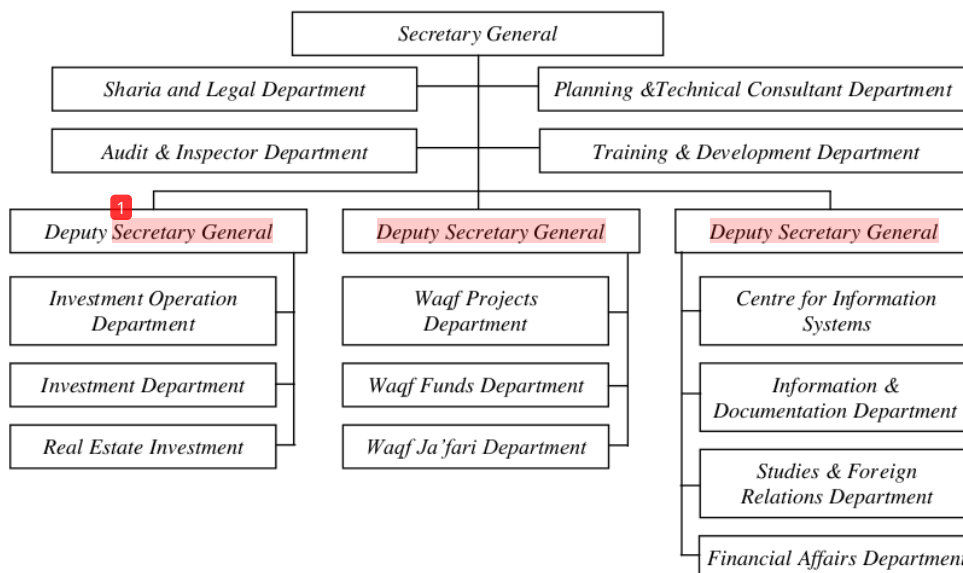 Secretary General
Sharia and Legal Department
Planning &Technical Consultant Department
Audit & Inspector Department
Training & Development Department
1
Deputy Secretary General
Deputy Secretary General
Deputy Secretary General
Investment Operation
Department
Investment Department
Real Estate Investment
Waqf Projects
Department
Waqf Funds Department
Waqf Ja’fari Department
Centre for Information
Systems
Information &
Documentation Department
Studies & Foreign
Relations Department
Financial Affairs Department